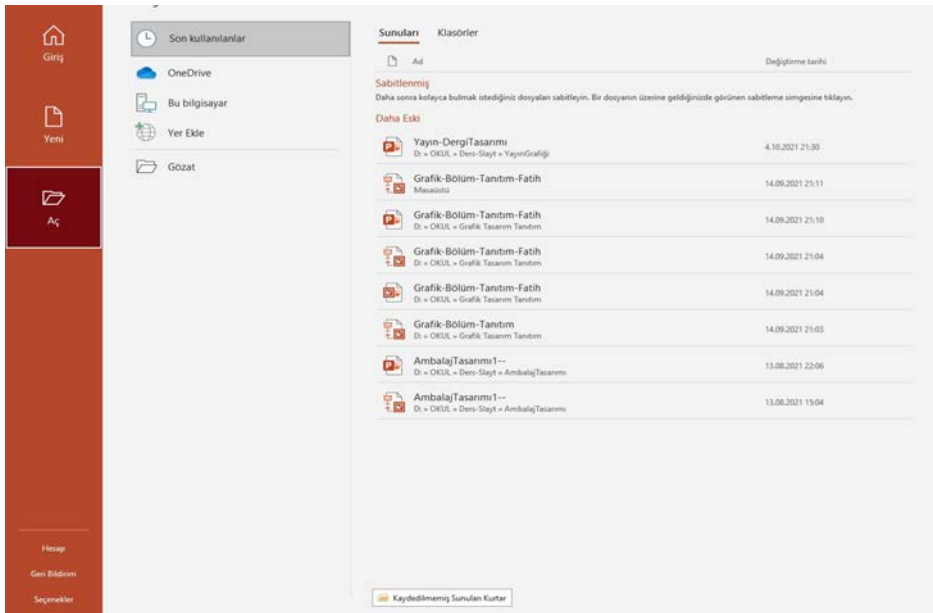 Giriş
Yeni
Aç
Hesap
Geri Bildirim
Seçenekler
Son kullanılanlar
OneDrive
Bu bilgisayar
Yer Ekle
Gözat
Sunuları Klasörler
Ad Değiştirme tarihi
Sabitlenmiş
Daha sonra kolayca bulmak istediğiniz dosyaları sabitleyin. Bir dosyanın üzerine geldiğinizde görünen sabitleme simgesine tıklayın.
Daha Eski
Yayın-DergiTasarımı 4.10.2021 21:30
D: » OKUL » Ders-Slayt » YayınGrafiği
Grafik-Bölüm-Tanıtım-Fatih 14.09.2021 21:11
Masaüstü
Grafik-Bölüm-Tanıtım-Fatih 14.09.2021 21:10
D: » OKUL » Grafik Tasarım Tanıtım
Grafik-Bölüm-Tanıtım-Fatih 14.09.2021 21:04
D: » OKUL » Grafik Tasarım Tanıtım
Grafik-Bölüm-Tanıtım-Fatih 14.09.2021 21:04
D: » OKUL » Grafik Tasarım Tanıtım
Grafik-Bölüm-Tanıtım 14.09.2021 21:03
D: » OKUL » Grafik Tasarım Tanıtım
AmbalajTasarımı1-- 13.08.2021 22:06
D: » OKUL » Ders-Slayt » AmbalajTasarımı
AmbalajTasarımı1-- 13.08.2021 15:04
D: » OKUL » Ders-Slayt » AmbalajTasarımı
Kaydedilmemiş Sunuları Kurtar